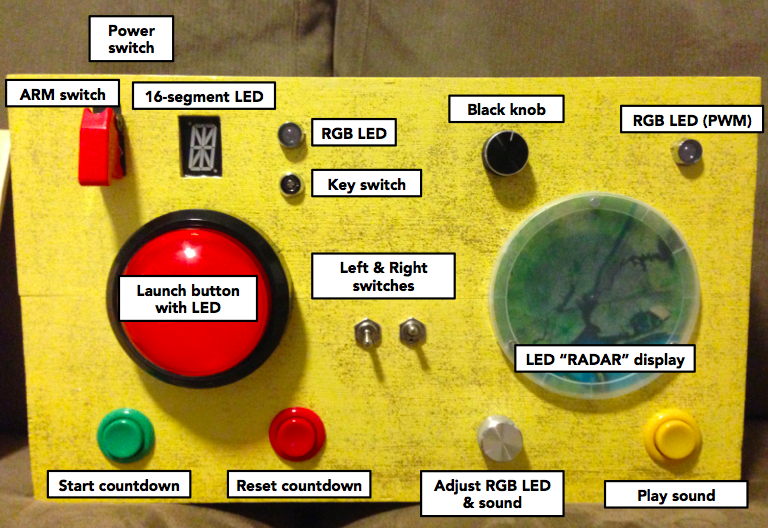 Power
switch
ARM switch
16-segment LED
Black knob
RGB LED (PWM)
RGB LED
Key switch
Left & Right
switches
Launch button
with LED
LED “RADAR” display
Start countdown
Reset countdown
Adjust RGB LED
& sound
Play sound